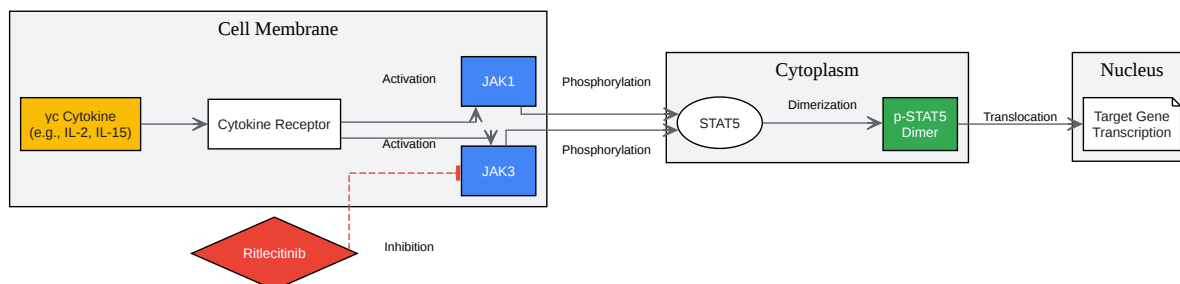 Cell Membrane
γc Cytokine
(e.g., IL-2, IL-15)
Cytokine Receptor
Activation
Activation
JAK1
JAK3
Ritlecitinib
Inhibition
Phosphorylation
Phosphorylation
Cytoplasm
STAT5
Dimerization
p-STAT5
Dimer
Translocation
Nucleus
Target Gene
Transcription